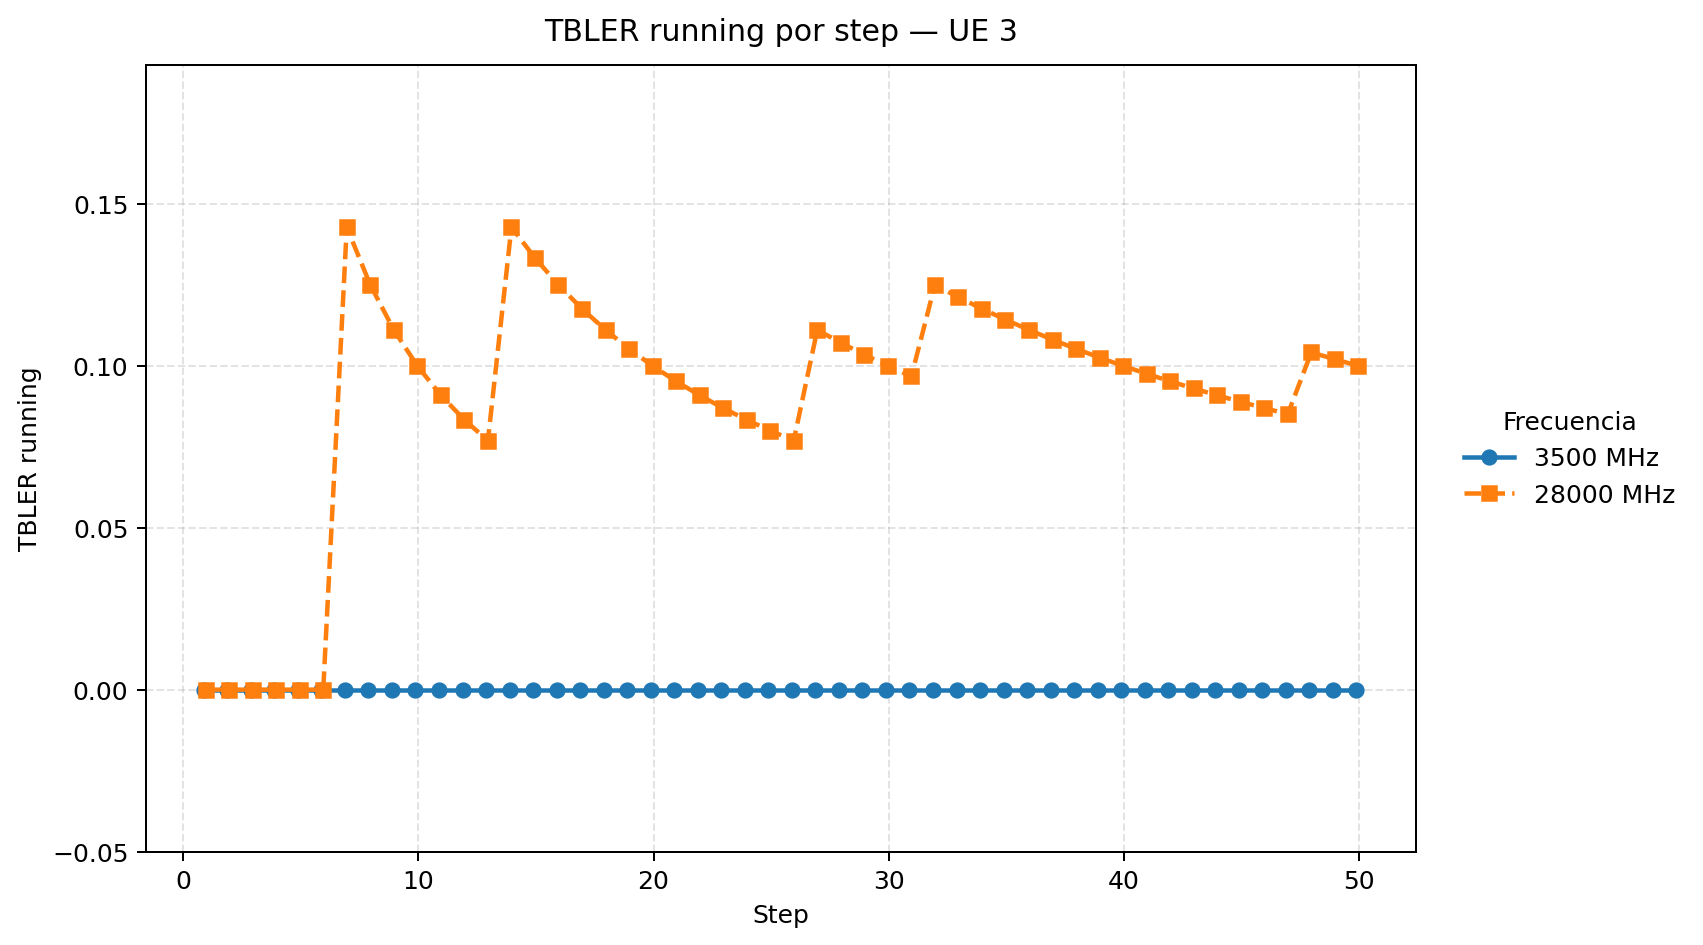 TBLER running por step — UE 3
TBLER running
0.15
0.10
0.05
0.00
−0.05
0 10 20 30 40 50
Step
Frecuencia
3500 MHz
28000 MHz